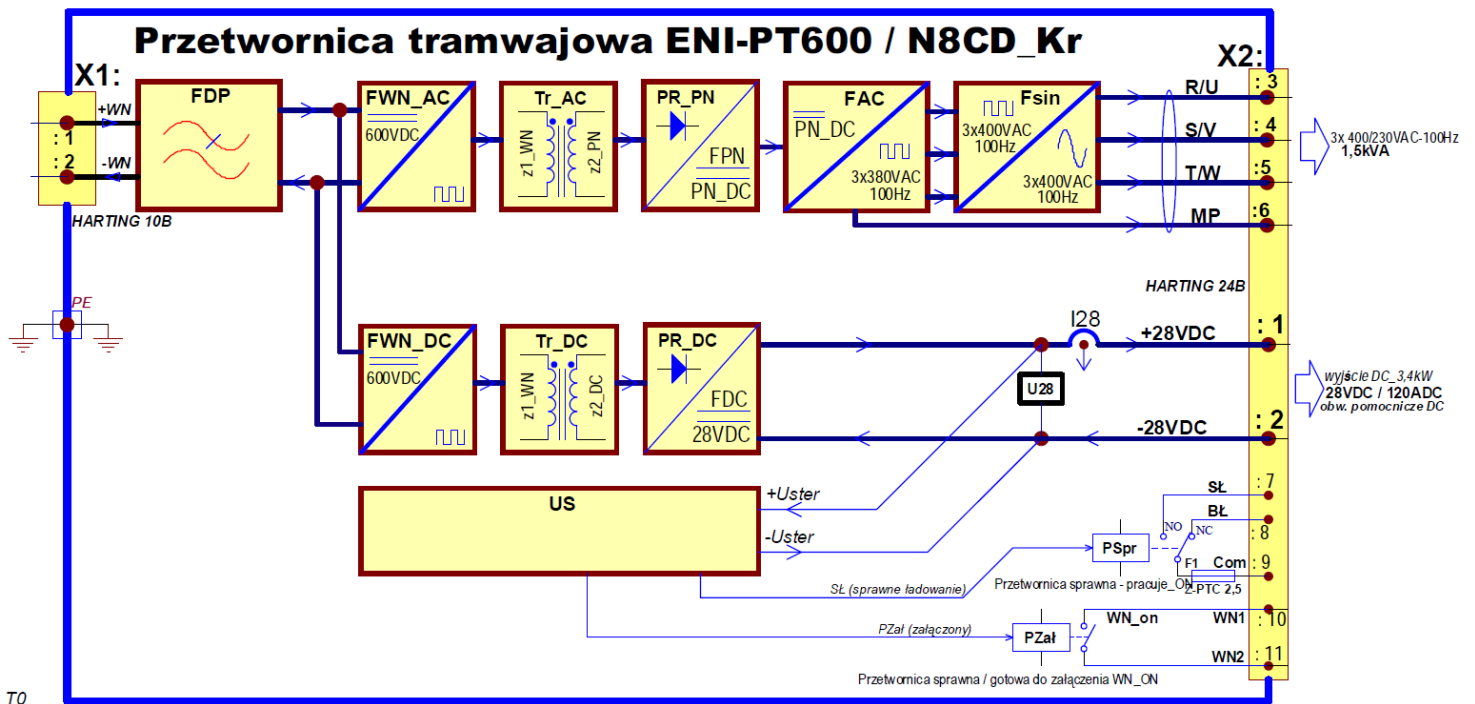 Przetwornica tramwajowa ENI-PT600 / N8CD_Kr
X1:
X2:
+WN
: 1
: 2
-WN
HARTING 10B
FDP
FWN_AC
600VDC
Tr_AC
z1_WN
z2_PN
PR_PN
FPN
PN_DC
FAC
PN_DC
3x380VAC
100Hz
Fsin
3x400VAC
100Hz
3x400VAC
100Hz
R/U
: 3
S/V
: 4
T/W
:5
MP
:6
3x 400/230VAC-100Hz
1,5kVA
HARTING 24B
PE
FWN_DC
600VDC
Tr_DC
z1_WN
z2_DC
PR_DC
FDC
28VDC
I28
+28VDC
: 1
U28
-28VDC
: 2
wyjście DC_3,4kW
28VDC / 120ADC
obw. pomocnicze DC
US
+Uster
-Uster
SŁ
: 7
BŁ
: 8
NO
NC
PSpr
F1
Com
: 9
Z-PTC 2,5
Przetwornica sprawna - pracuje_ON
SŁ (sprawne ładowanie)
PZał (załączony)
PZał
WN_on
WN1
: 10
WN2
: 11
Przetwornica sprawna / gotowa do załączenia WN_ON
T0